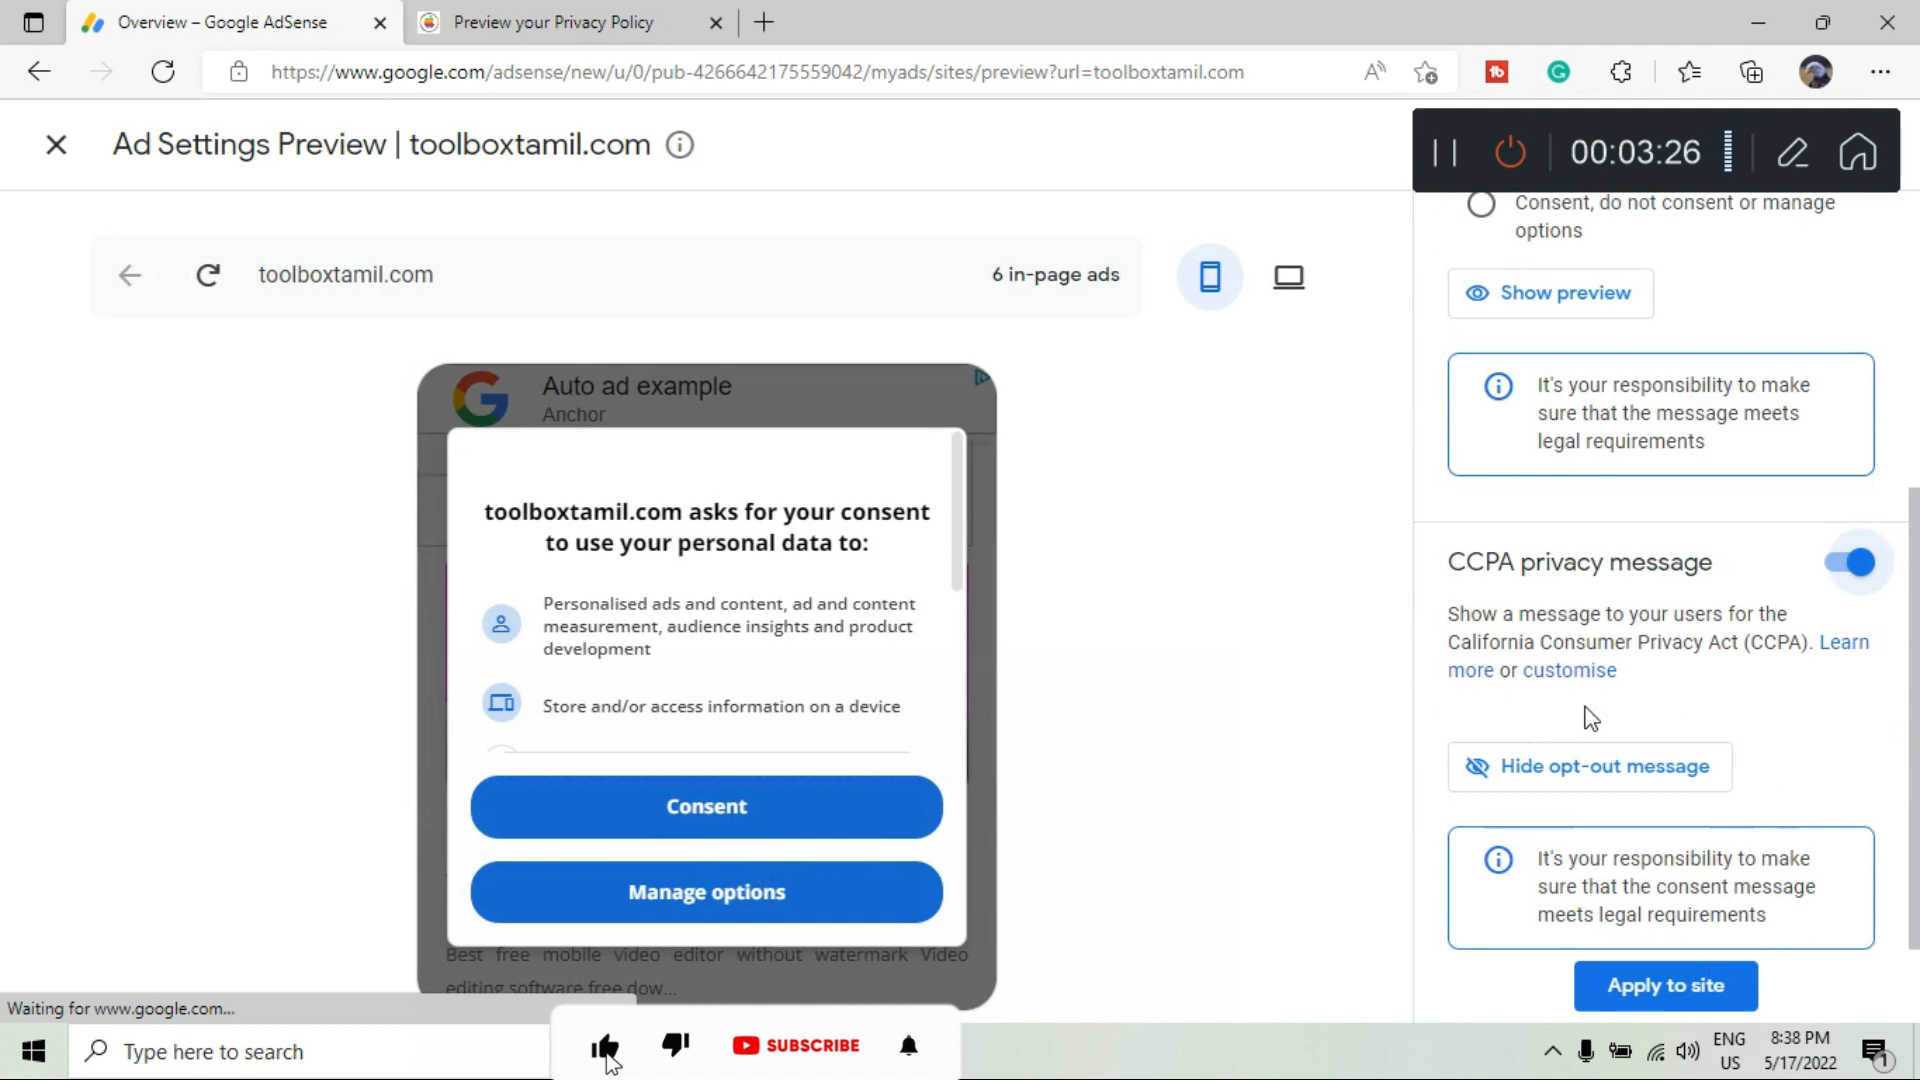 Overview – Google AdSense
Preview your Privacy Policy
https://www.google.com/adsense/new/u/0/pub-4266642175559042/myads/sites/preview?url=toolboxtamil.com
Ad Settings Preview | toolboxtamil.com
00:03:26
Consent, do not consent or manage
options
toolboxtamil.com
6 in-page ads
Show preview
Auto ad example
Anchor
It's your responsibility to make
sure that the message meets
legal requirements
toolboxtamil.com asks for your consent
to use your personal data to:
Personalised ads and content, ad and content
measurement, audience insights and product
development
Store and/or access information on a device
Consent
Manage options
Best free mobile video editor without watermark Video
editing software free dow...
CCPA privacy message
Show a message to your users for the
California Consumer Privacy Act (CCPA). Learn
more or customise
Hide opt-out message
It's your responsibility to make
sure that the consent message
meets legal requirements
Apply to site
Waiting for www.google.com...
Type here to search
SUBSCRIBE
ENG
US
8:38 PM
5/17/2022
1